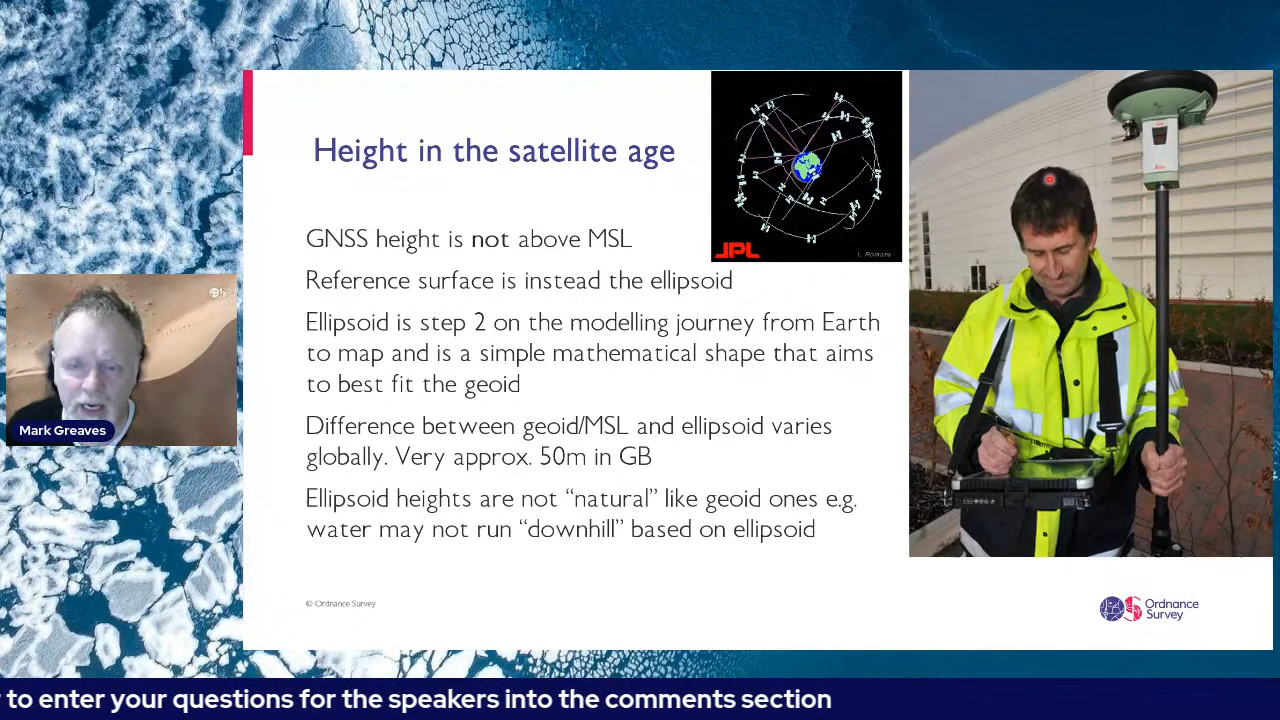 Height in the satellite age
GNSS height is not above MSL
Reference surface is instead the ellipsoid
Ellipsoid is step 2 on the modelling journey from Earth
to map and is a simple mathematical shape that aims
to best fit the geoid
Difference between geoid/MSL and ellipsoid varies
globally. Very approx. 50m in GB
Ellipsoid heights are not “natural” like geoid ones e.g.
water may not run “downhill” based on ellipsoid
JPL
L. Romans
© Ordnance Survey
Ordnance
Survey
Mark Greaves
to enter your questions for the speakers into the comments section